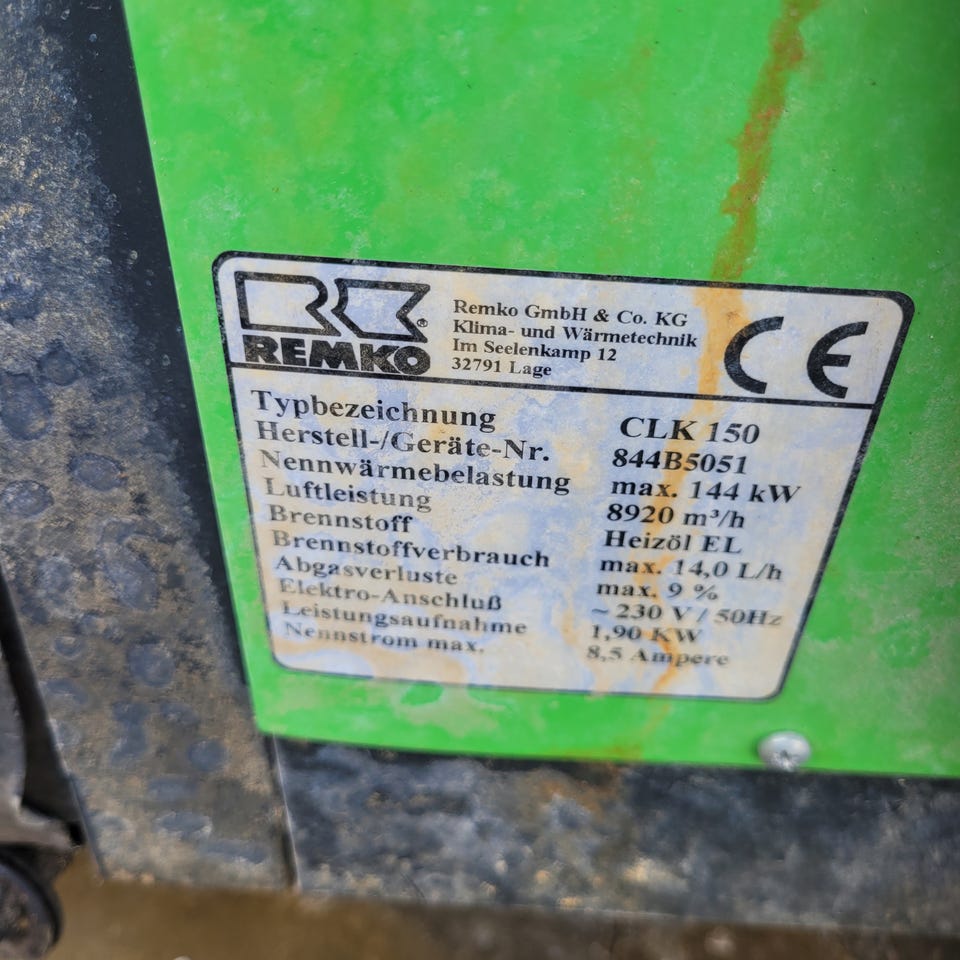 REMKO
Remko GmbH & Co. KG
Klima- und Wärmetechnik
Im Seelenkamp 12
32791 Lage
CE
Typbezeichnung CLK 150
Herstell-/Geräte-Nr. 844B5051
Nennwärmebelastung max. 144 kW
Luftleistung 8920 m³/h
Brennstoff Heizöl EL
Brennstoffverbrauch max. 14,0 L/h
Abgasverluste max. 9 %
Elektro-Anschluß ~ 230 V / 50Hz
Leistungsaufnahme 1,90 KW
Nennstrom max. 8,5 Ampere